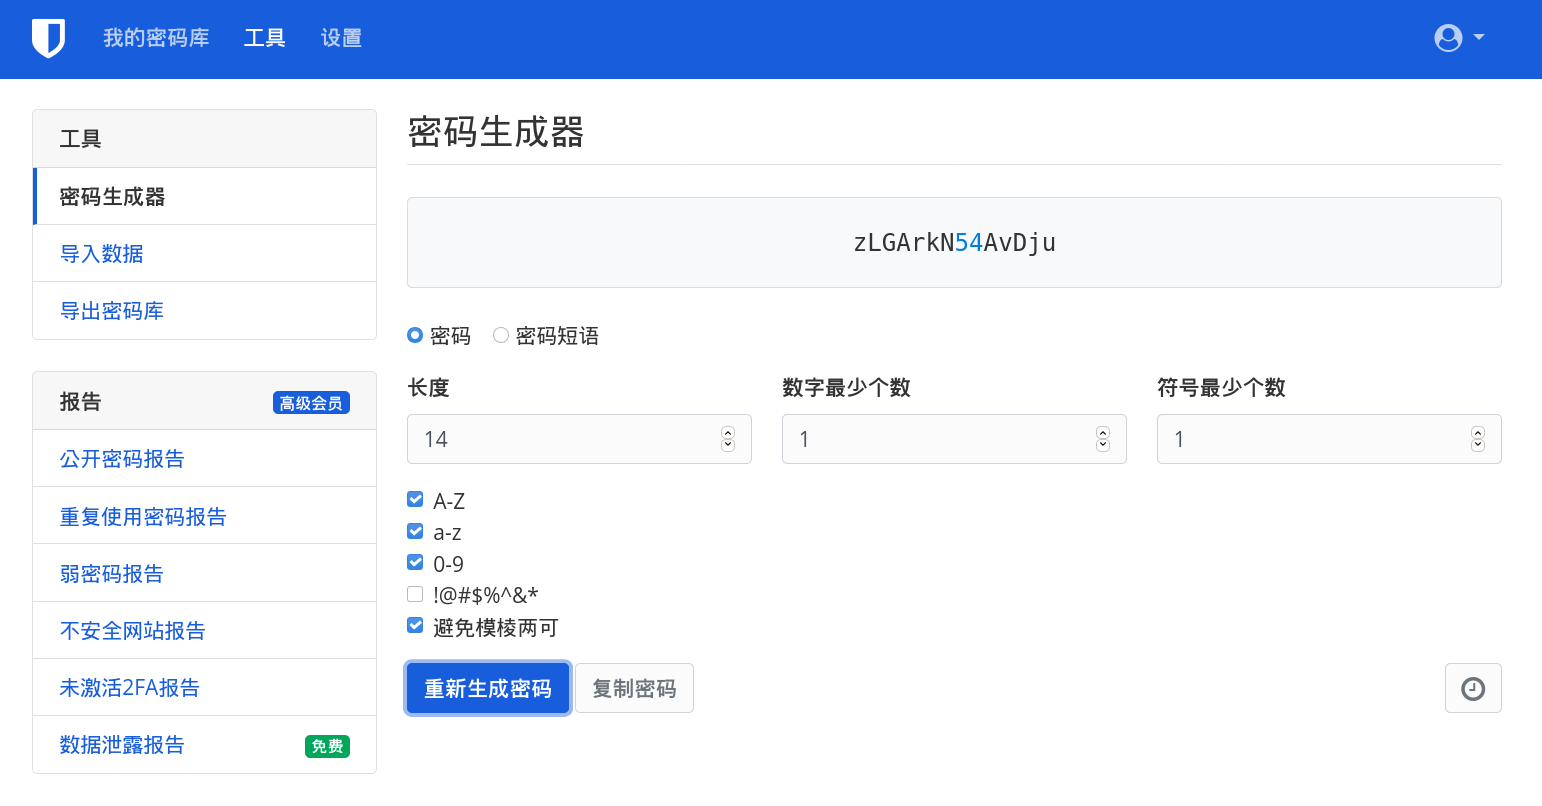 我的密码库 工具 设置
工具
密码生成器
导入数据
导出密码库
报告 高级会员
公开密码报告
重复使用密码报告
弱密码报告
不安全网站报告
未激活2FA报告
数据泄露报告 免费
密码生成器
zLGArkN54AvDju
密码 密码短语
长度 数字最少个数 符号最少个数
14 1 1
A-Z
a-z
0-9
!@#$%^&*
避免模棱两可
重新生成密码 复制密码